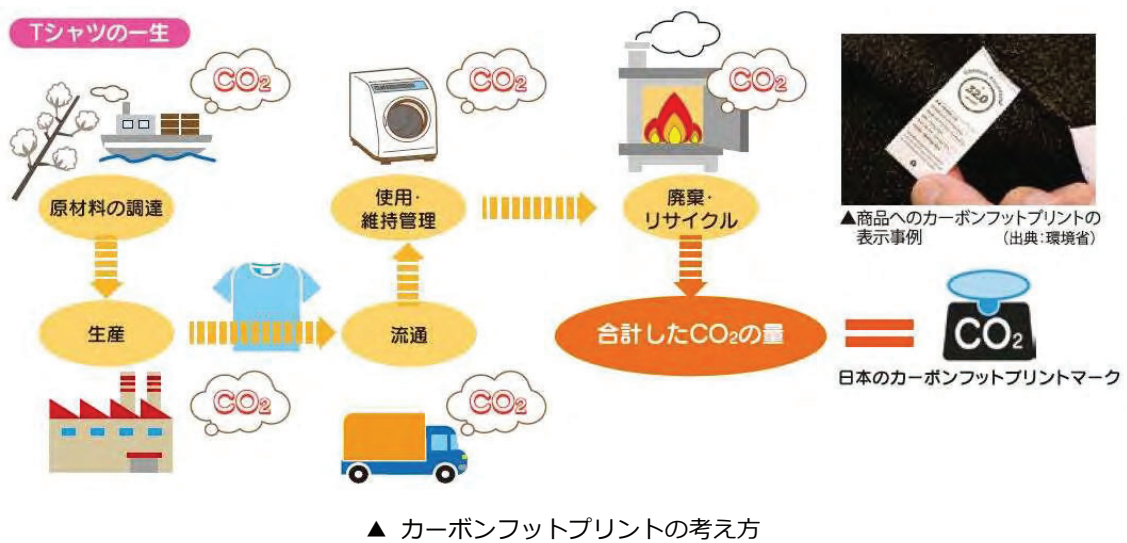 Tシャツの一生
CO₂
CO₂
CO₂
原材料の調達
使用・
維持管理
廃棄・
リサイクル
▲商品へのカーボンフットプリントの
表示事例 (出典:環境省)
生産
流通
合計したCO₂の量
CO₂
日本のカーボンフットプリントマーク
CO₂
CO₂
▲ カーボンフットプリントの考え方